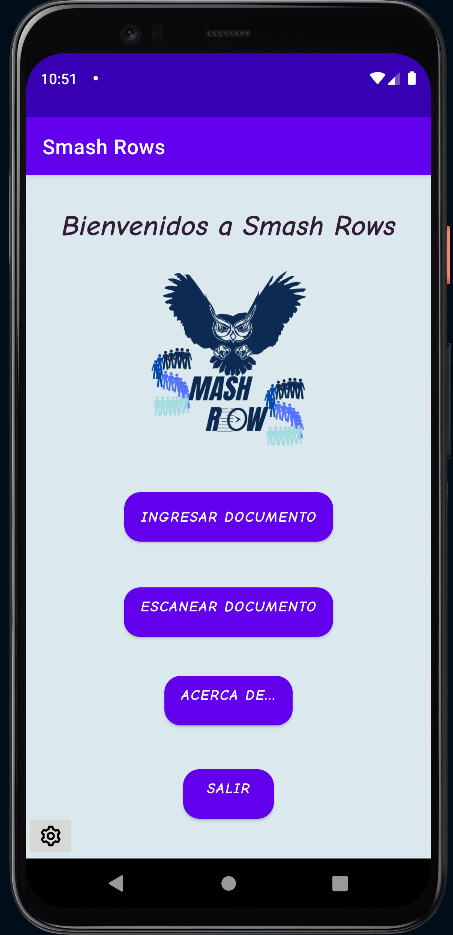 10:51
Smash Rows
Bienvenidos a Smash Rows
MASH
ROW
INGRESAR DOCUMENTO
ESCANEAR DOCUMENTO
ACERCA DE...
SALIR